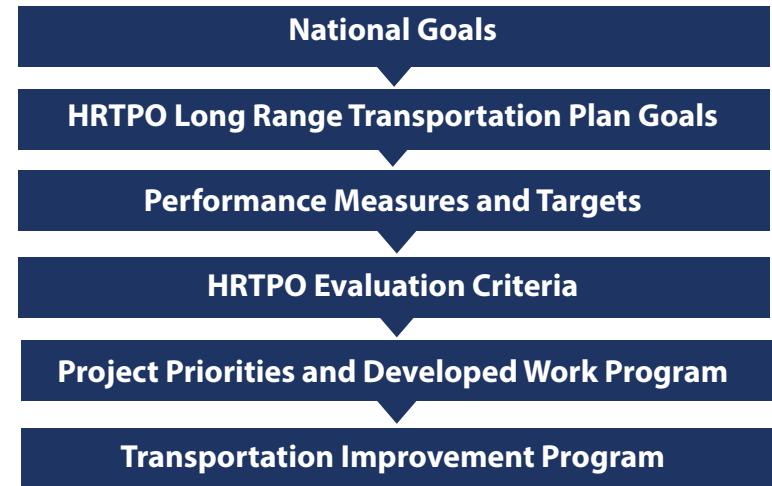 National Goals
HRTPO Long Range Transportation Plan Goals
Performance Measures and Targets
HRTPO Evaluation Criteria
Project Priorities and Developed Work Program
Transportation Improvement Program